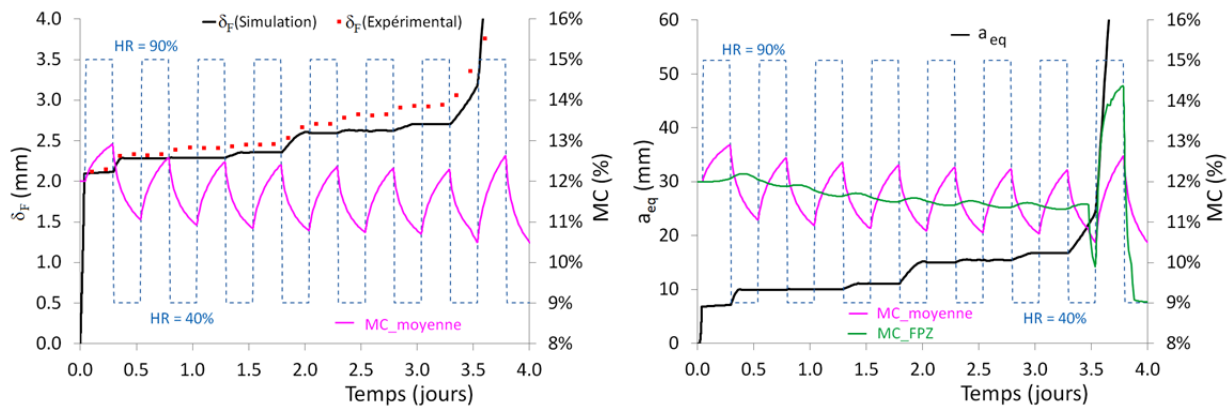 δF(Simulation) δF(Expérimental)
HR = 90%
HR = 40%
MC_moyenne
4.0
3.5
3.0
2.5
2.0
1.5
1.0
0.5
0.0
δF (mm)
16%
15%
14%
13%
12%
11%
10%
9%
8%
MC (%)
0.0 0.5 1.0 1.5 2.0 2.5 3.0 3.5 4.0
Temps (jours)
aeq
HR = 90%
HR = 40%
MC_moyenne
MC_FPZ
60
50
40
30
20
10
0
aeq (mm)
16%
15%
14%
13%
12%
11%
10%
9%
8%
MC (%)
0.0 0.5 1.0 1.5 2.0 2.5 3.0 3.5 4.0
Temps (jours)